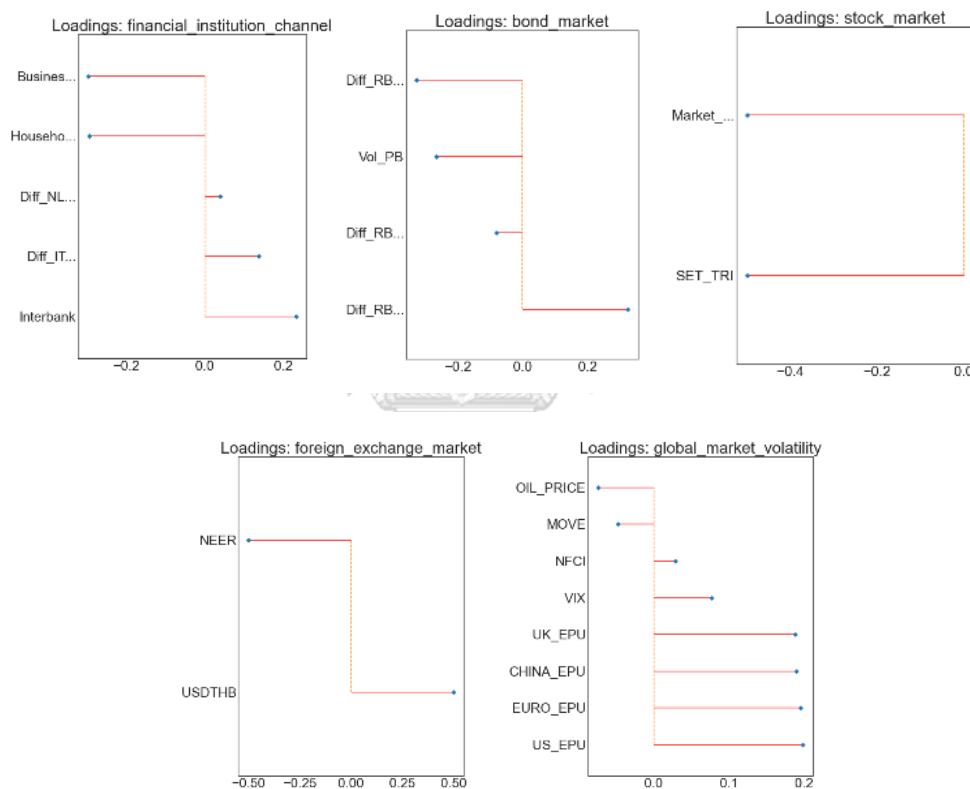 Loadings: financial_institution_channel
Busines...
Househo...
Diff_NL...
Diff_IT...
Interbank
−0.2 0.0 0.2
Loadings: bond_market
Diff_RB...
Vol_PB
Diff_RB...
Diff_RB...
−0.2 0.0 0.2
Loadings: stock_market
Market_...
SET_TRI
−0.4 −0.2 0.0
Loadings: foreign_exchange_market
NEER
USDTHB
−0.50 −0.25 0.00 0.25 0.50
Loadings: global_market_volatility
OIL_PRICE
MOVE
NFCI
VIX
UK_EPU
CHINA_EPU
EURO_EPU
US_EPU
0.0 0.1 0.2